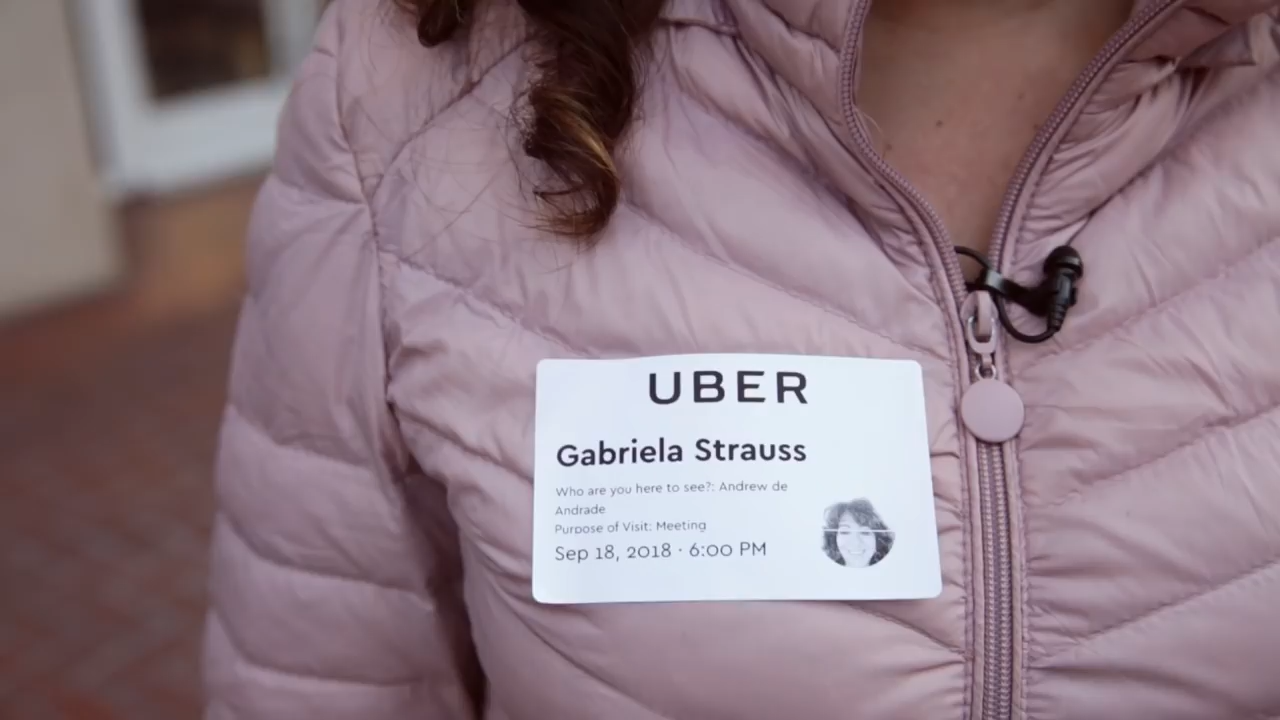 UBER
Gabriela Strauss
Who are you here to see?: Andrew de
Andrade
Purpose of Visit: Meeting
Sep 18, 2018 · 6:00 PM